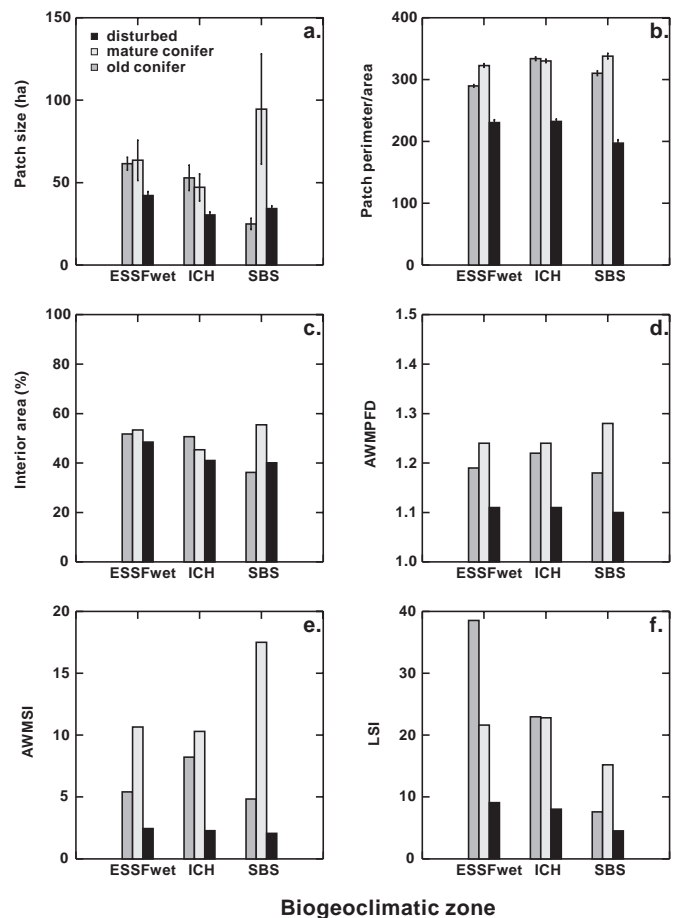 a.
disturbed
mature conifer
old conifer
Patch size (ha)
150
100
50
0
ESSFwet ICH SBS
b.
Patch perimeter/area
400
300
200
100
0
ESSFwet ICH SBS
c.
Interior area (%)
100
80
60
40
20
0
ESSFwet ICH SBS
d.
AWMPFD
1.5
1.4
1.3
1.2
1.1
1.0
ESSFwet ICH SBS
e.
AWMSI
20
15
10
5
0
ESSFwet ICH SBS
f.
LSI
40
30
20
10
0
ESSFwet ICH SBS
Biogeoclimatic zone